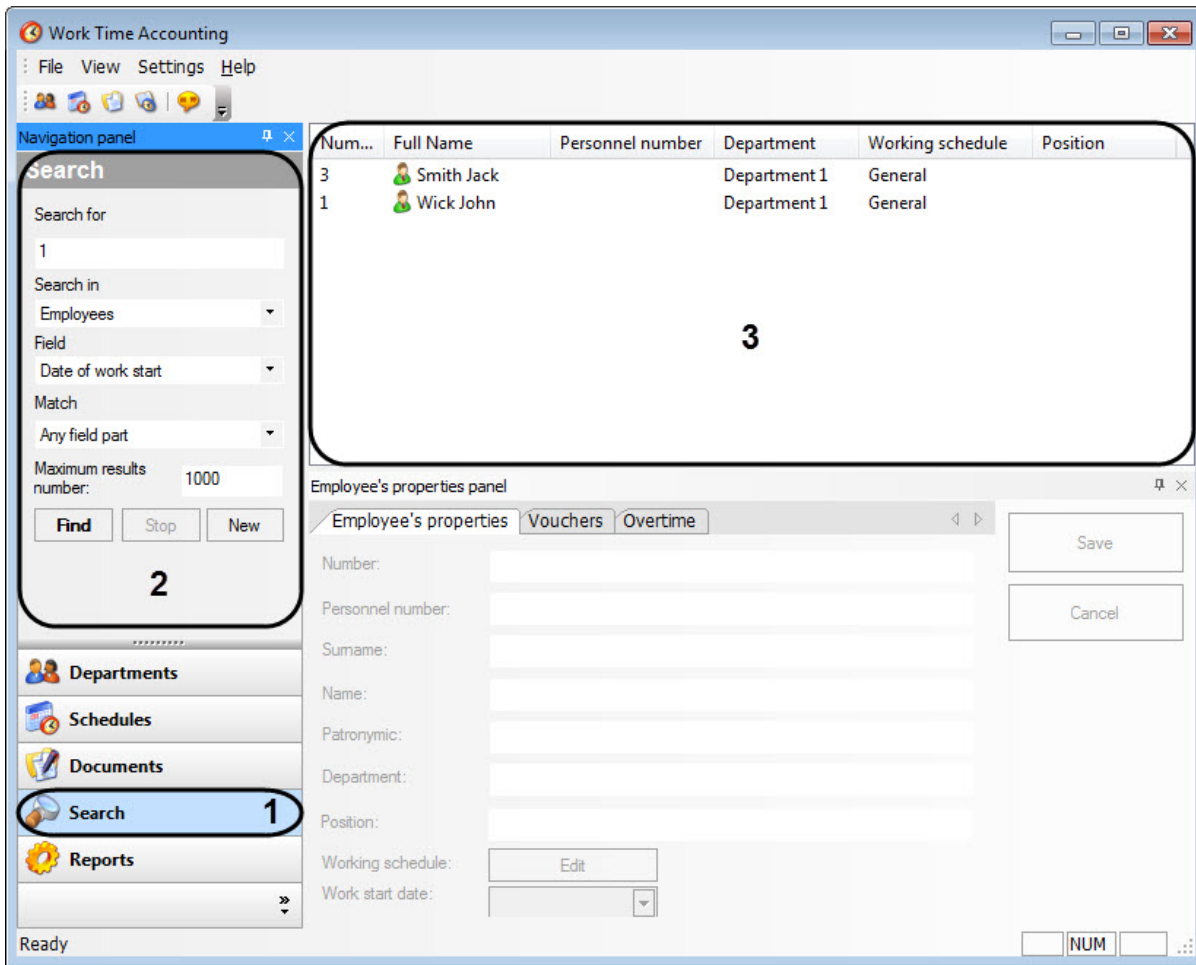 Work Time Accounting
File View Settings Help
Navigation panel
Search
Search for
1
Search in
Employees
Field
Date of work start
Match
Any field part
Maximum results number: 1000
Find Stop New
2
Departments
Schedules
Documents
Search 1
Reports
Num... Full Name Personnel number Department Working schedule Position
3 Smith Jack Department 1 General
1 Wick John Department 1 General
3
Employee's properties panel
Employee's properties Vouchers Overtime
Number:
Personnel number:
Surname:
Name:
Patronymic:
Department:
Position:
Working schedule: Edit
Work start date:
Save
Cancel
Ready NUM